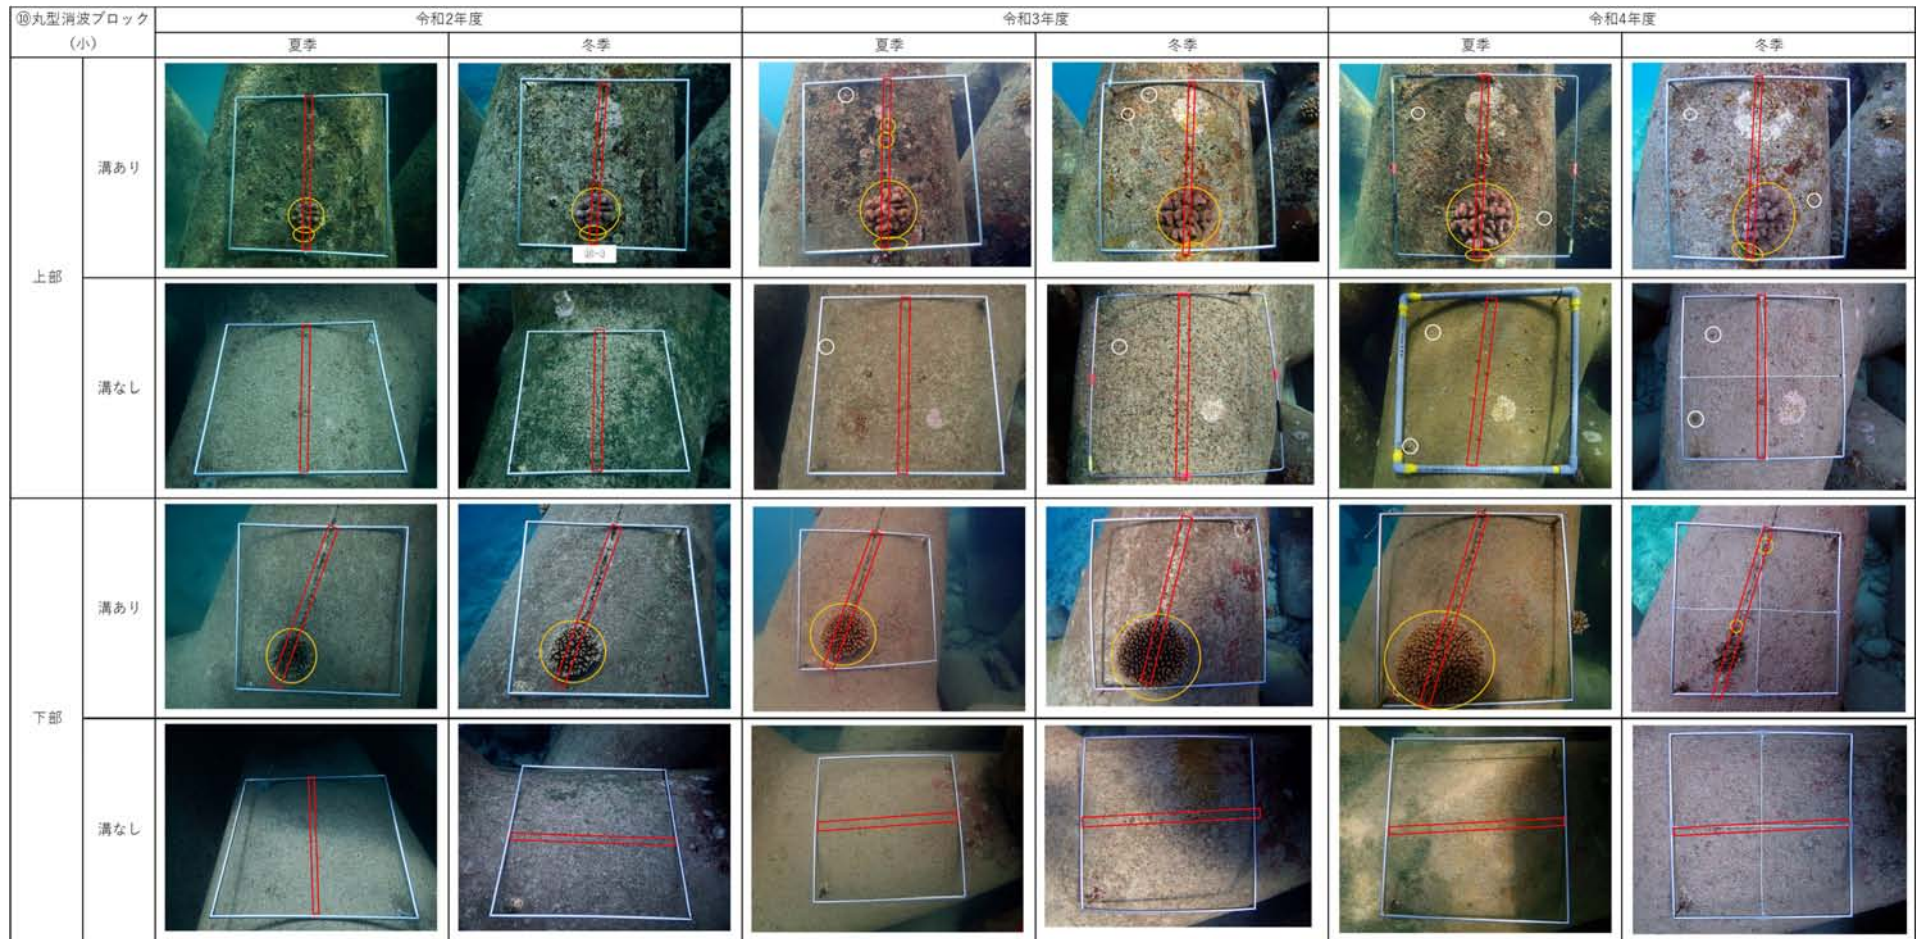 ⑩丸型消波ブロック
(小)
令和2年度
令和3年度
令和4年度
夏季
冬季
夏季
冬季
夏季
冬季
上部
溝あり
溝なし
下部
溝あり
溝なし